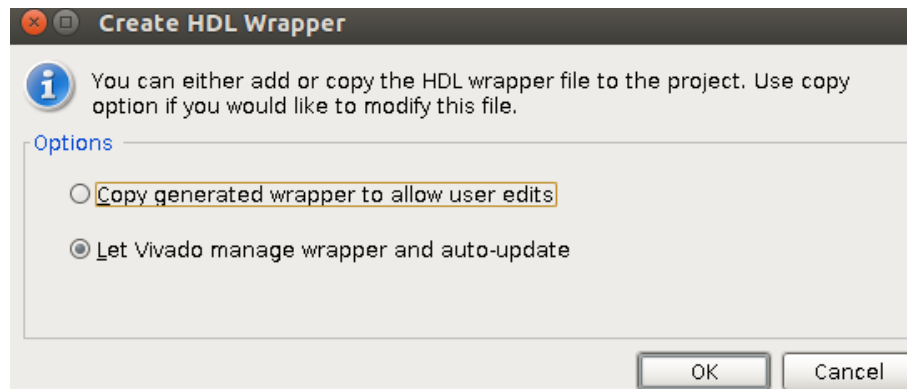 Create HDL Wrapper
You can either add or copy the HDL wrapper file to the project. Use copy
option if you would like to modify this file.
Options
Copy generated wrapper to allow user edits
Let Vivado manage wrapper and auto-update
OK
Cancel